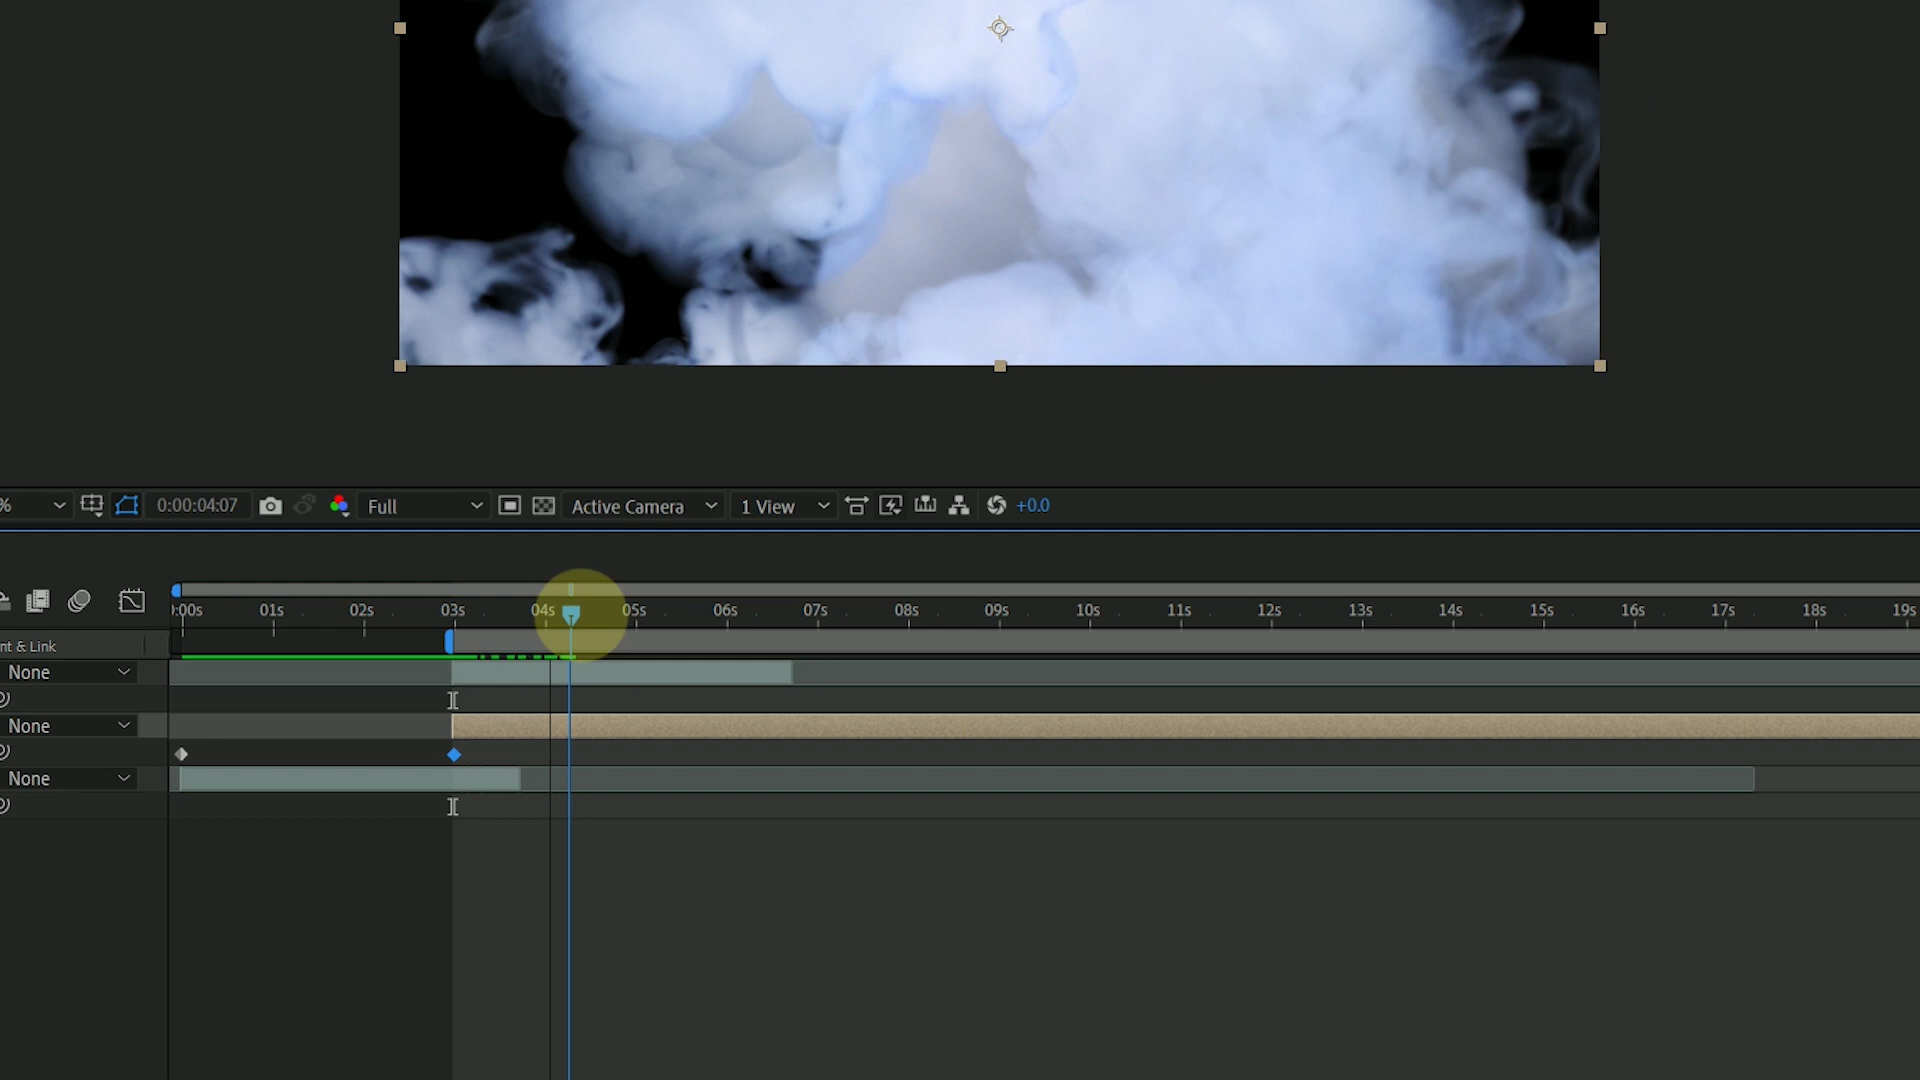 %
0:00:04:07
Full
Active Camera
1 View
+0.0
):00s 01s 02s 03s 04s 05s 06s 07s 08s 09s 10s 11s 12s 13s 14s 15s 16s 17s 18s 19s
nt & Link
None
None
None